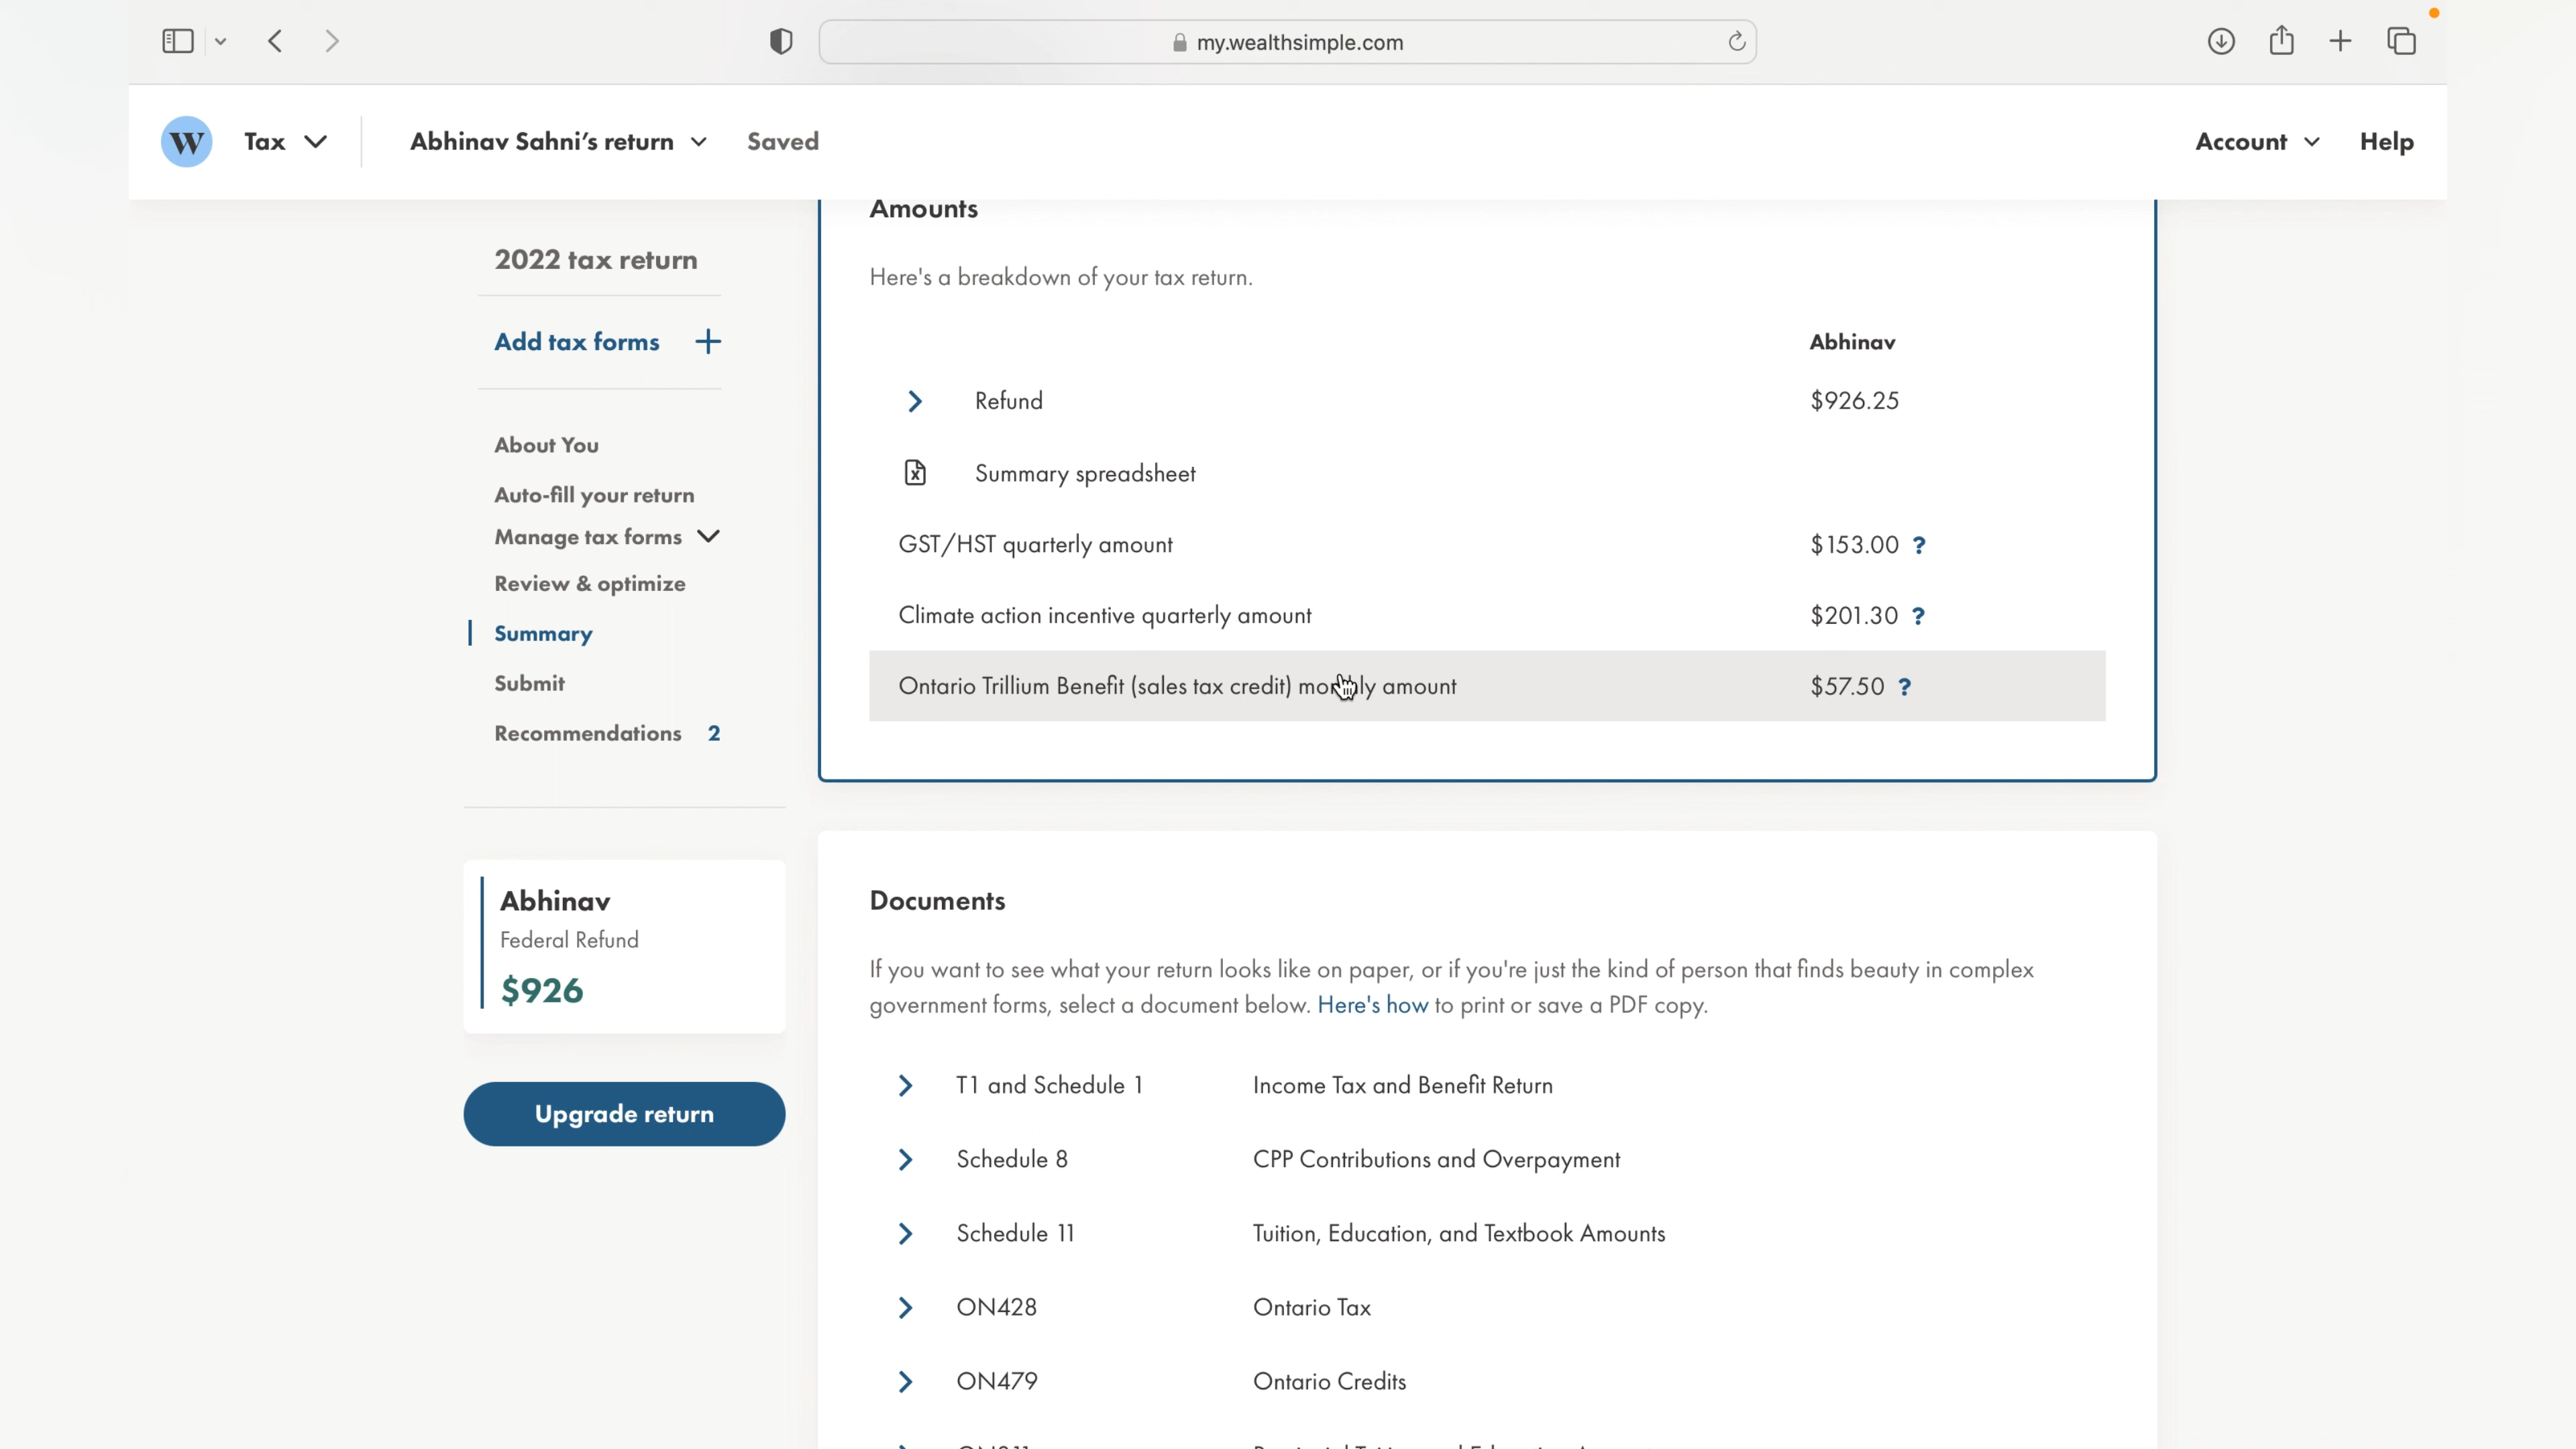 my.wealthsimple.com
W Tax Abhinav Sahni's return Saved Account Help
Amounts
2022 tax return
Here's a breakdown of your tax return.
Add tax forms +
Abhinav
Refund $926.25
About You
Summary spreadsheet
Auto-fill your return
Manage tax forms
GST/HST quarterly amount $153.00 ?
Review & optimize
Climate action incentive quarterly amount $201.30 ?
Summary
Submit
Ontario Trillium Benefit (sales tax credit) monthly amount $57.50 ?
Recommendations 2
Abhinav
Federal Refund
$926
Upgrade return
Documents
If you want to see what your return looks like on paper, or if you're just the kind of person that finds beauty in complex
government forms, select a document below. Here's how to print or save a PDF copy.
T1 and Schedule 1 Income Tax and Benefit Return
Schedule 8 CPP Contributions and Overpayment
Schedule 11 Tuition, Education, and Textbook Amounts
ON428 Ontario Tax
ON479 Ontario Credits